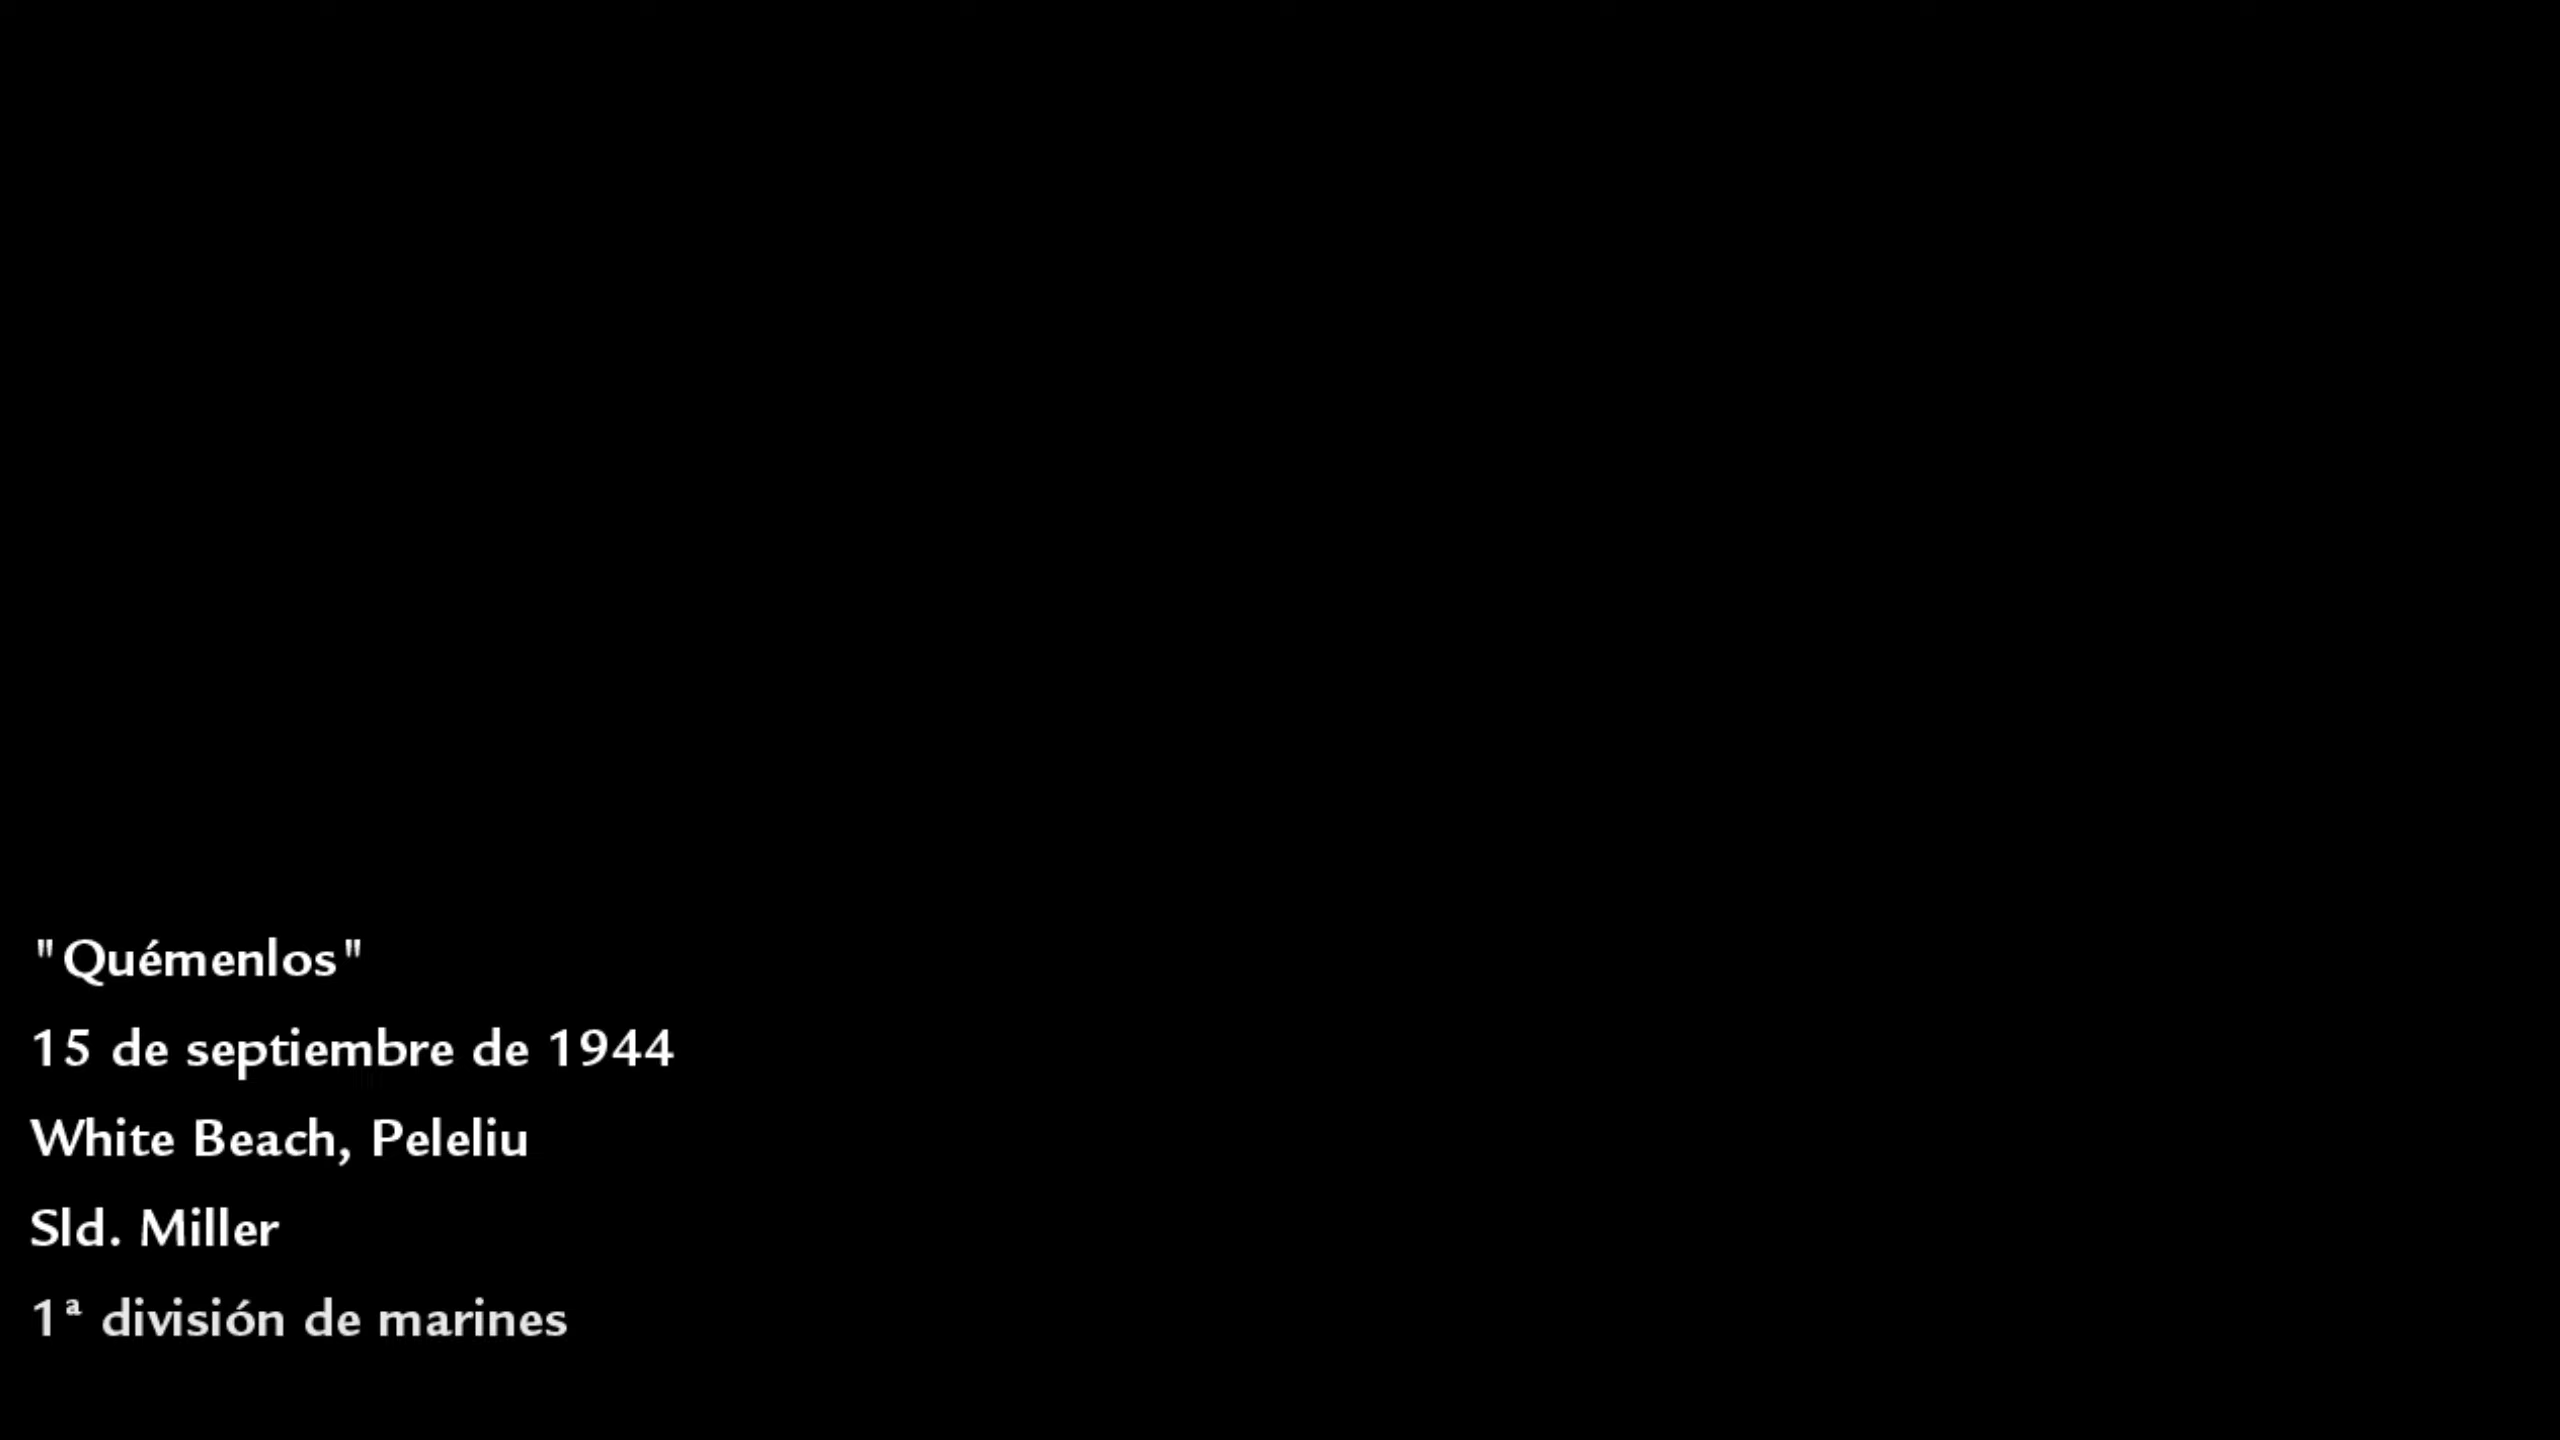 "Quémenlos"
15 de septiembre de 1944
White Beach, Peleliu
Sld. Miller
1ª división de marines